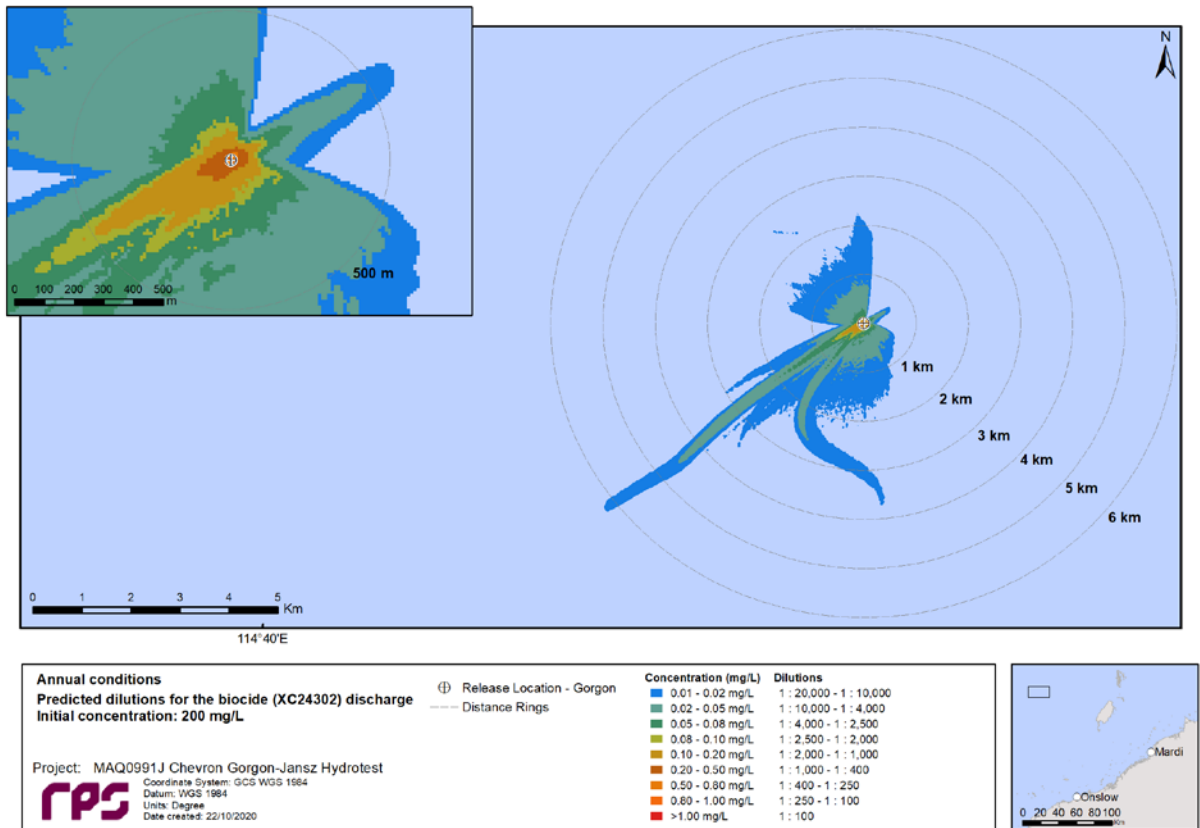 N
500 m
0 100 200 300 400 500
m
1 km
2 km
3 km
4 km
5 km
6 km
0 1 2 3 4 5
Km
114°40'E
Annual conditions
Predicted dilutions for the biocide (XC24302) discharge
Initial concentration: 200 mg/L
Project: MAQ0991J Chevron Gorgon-Jansz Hydrotest
rps
Coordinate System: GCS WGS 1984
Datum: WGS 1984
Units: Degree
Date created: 22/10/2020
Release Location - Gorgon
Distance Rings
Concentration (mg/L) Dilutions
0.01 - 0.02 mg/L 1 : 20,000 - 1 : 10,000
0.02 - 0.05 mg/L 1 : 10,000 - 1 : 4,000
0.05 - 0.08 mg/L 1 : 4,000 - 1 : 2,500
0.08 - 0.10 mg/L 1 : 2,500 - 1 : 2,000
0.10 - 0.20 mg/L 1 : 2,000 - 1 : 1,000
0.20 - 0.50 mg/L 1 : 1,000 - 1 : 400
0.50 - 0.80 mg/L 1 : 400 - 1 : 250
0.80 - 1.00 mg/L 1 : 250 - 1 : 100
>1.00 mg/L 1 : 100
Mardi
Onslow
0 20 40 60 80 100
Km